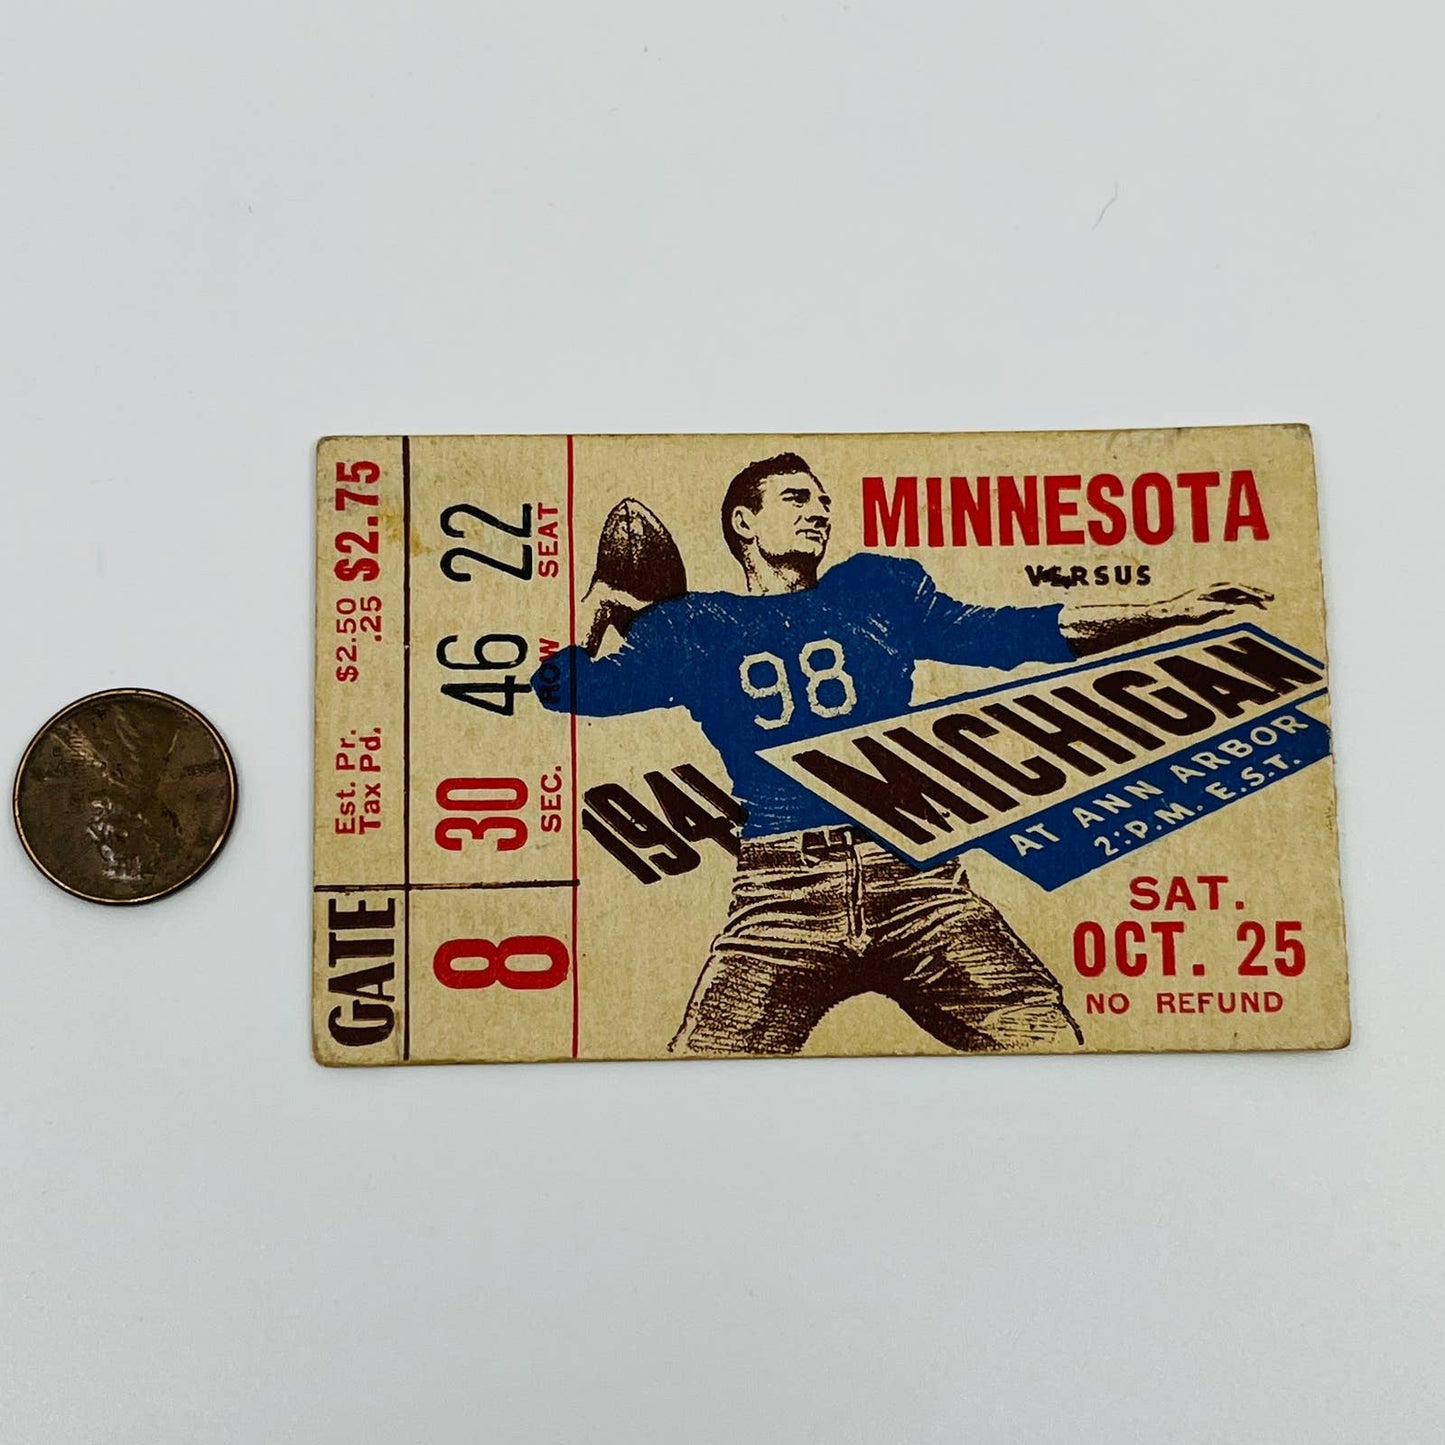 Est. Pr. $2.50
Tax Pd. .25
$2.75
GATE
8
30 46 22
SEC. ROW SEAT
MINNESOTA
VERSUS
98
1941
MICHIGAN
AT ANN ARBOR
2:P.M. E.S.T.
SAT.
OCT. 25
NO REFUND